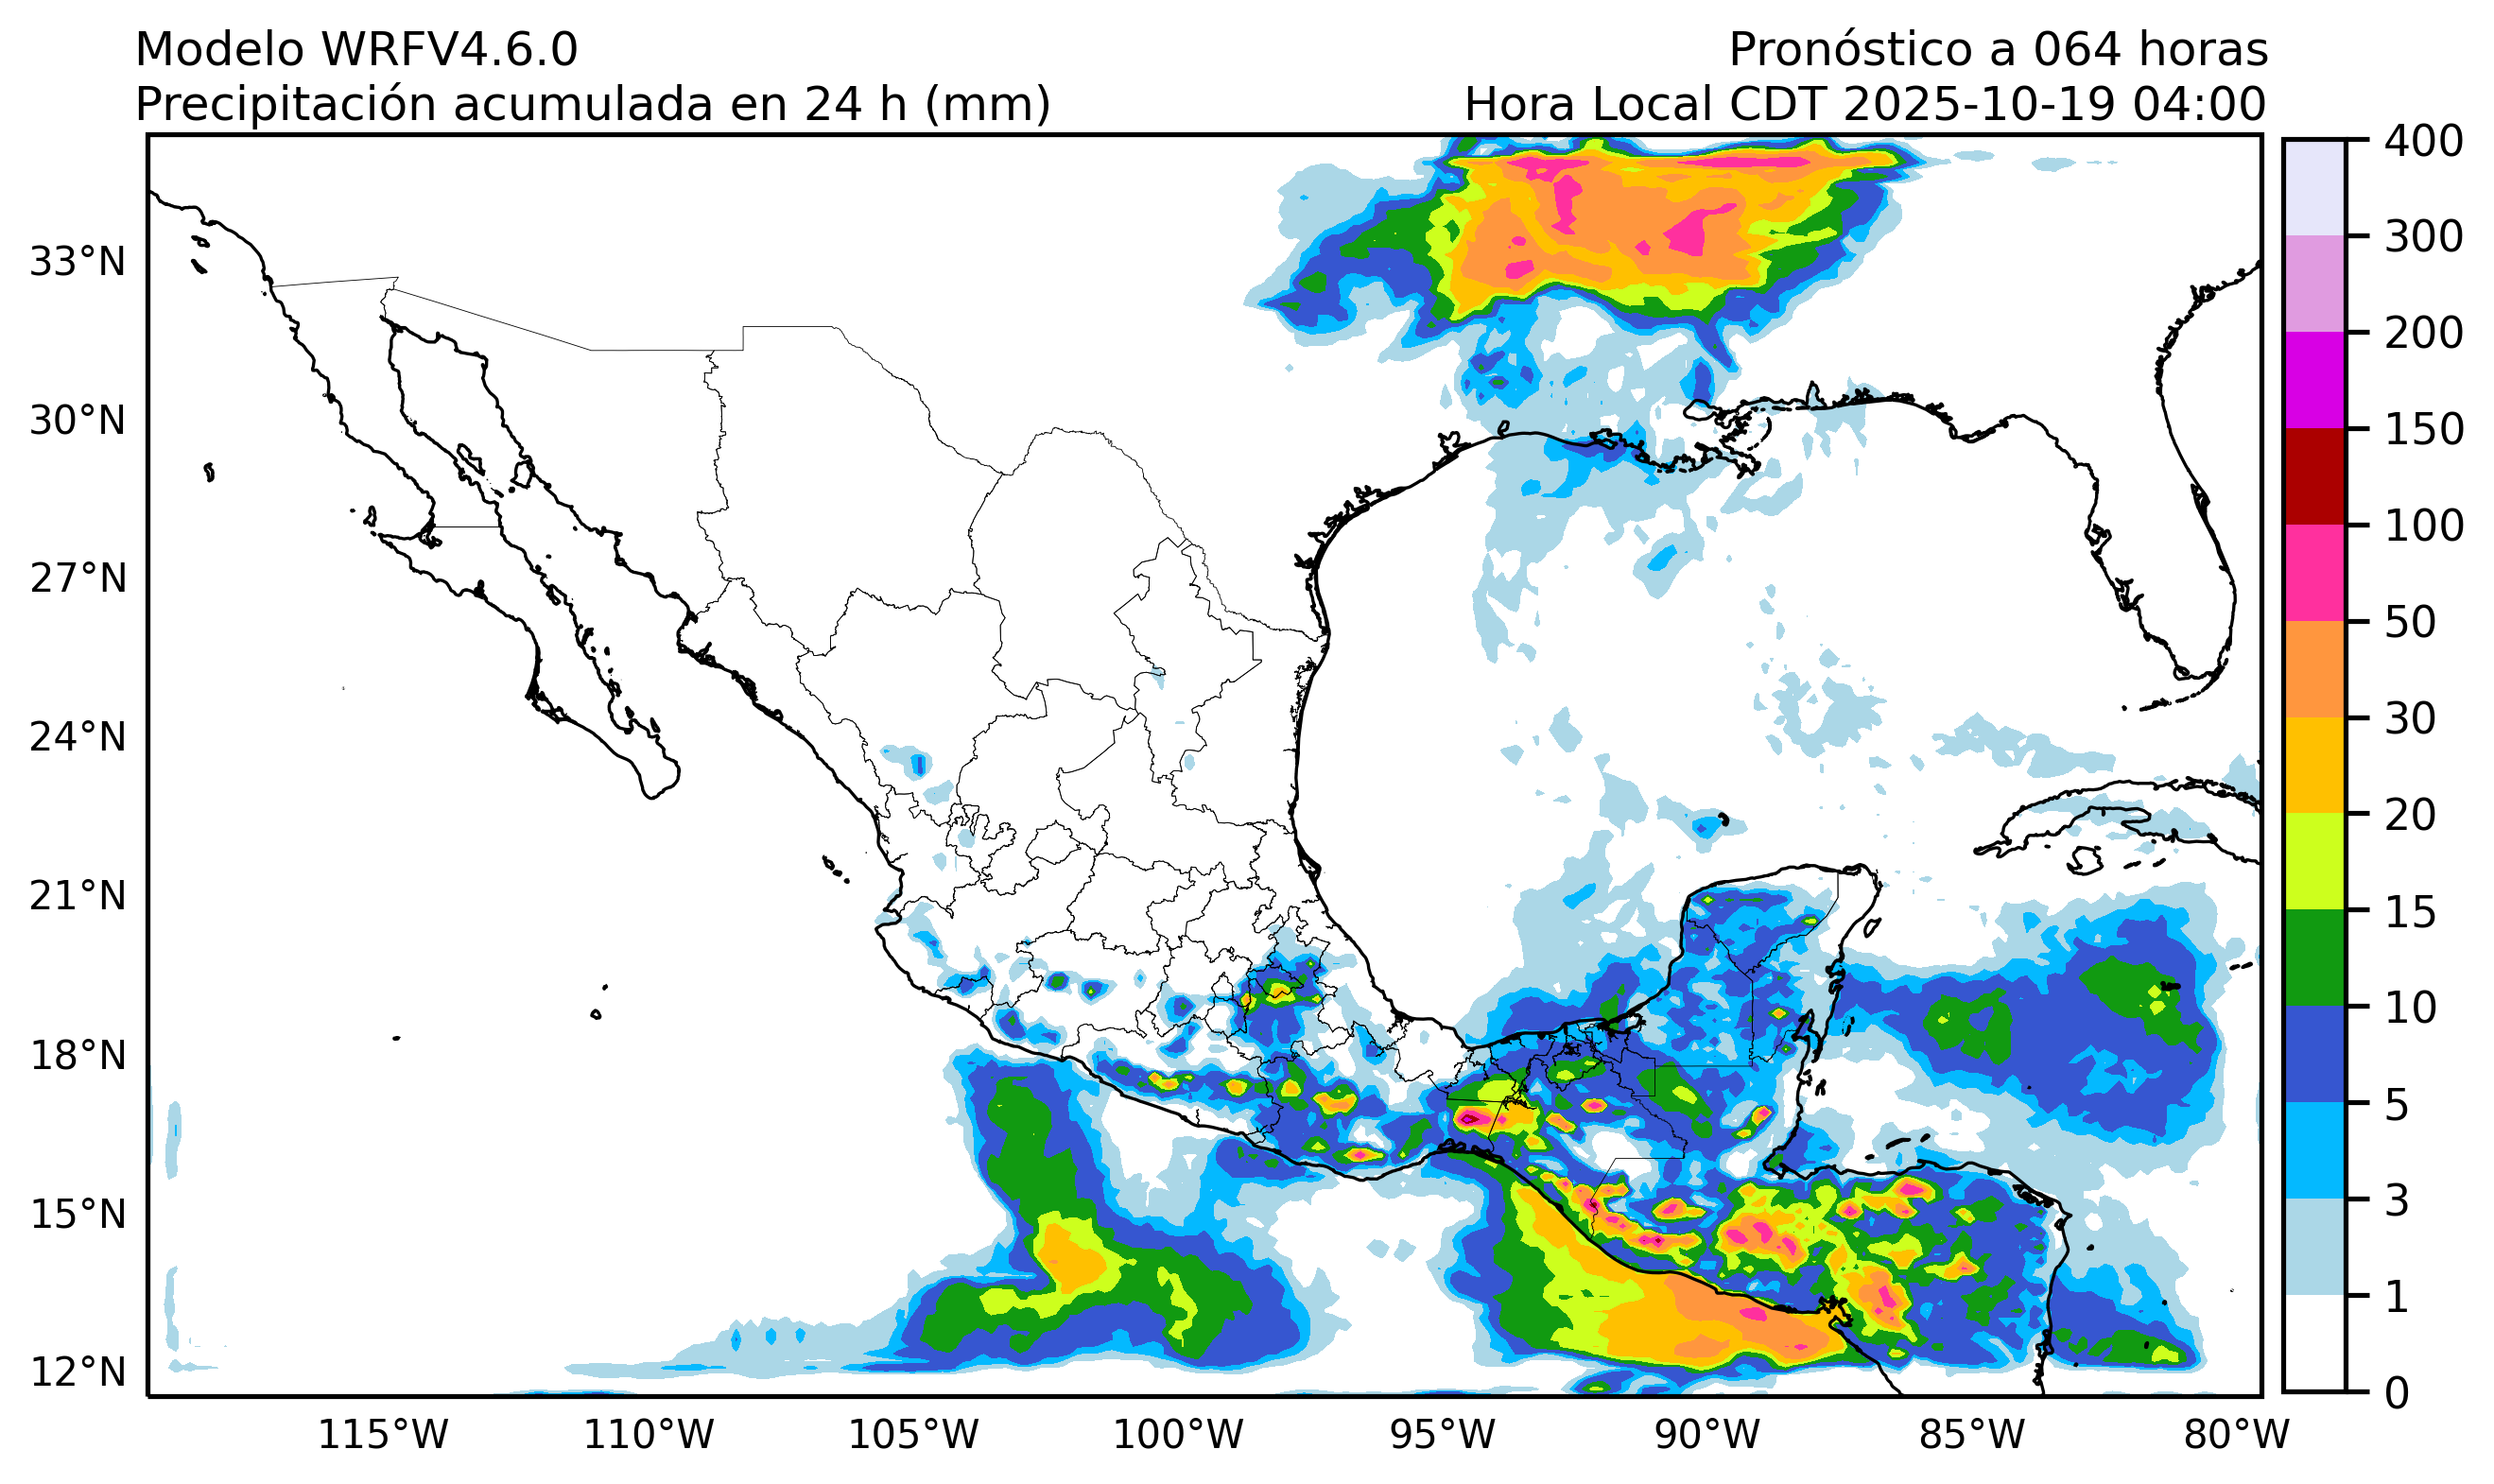 Modelo WRFV4.6.0
Pronóstico a 064 horas
Precipitación acumulada en 24 h (mm)
Hora Local CDT 2025-10-19 04:00
33°N
30°N
27°N
24°N
21°N
18°N
15°N
12°N
115°W
110°W
105°W
100°W
95°W
90°W
85°W
80°W
400
300
200
150
100
50
30
20
15
10
5
3
1
0